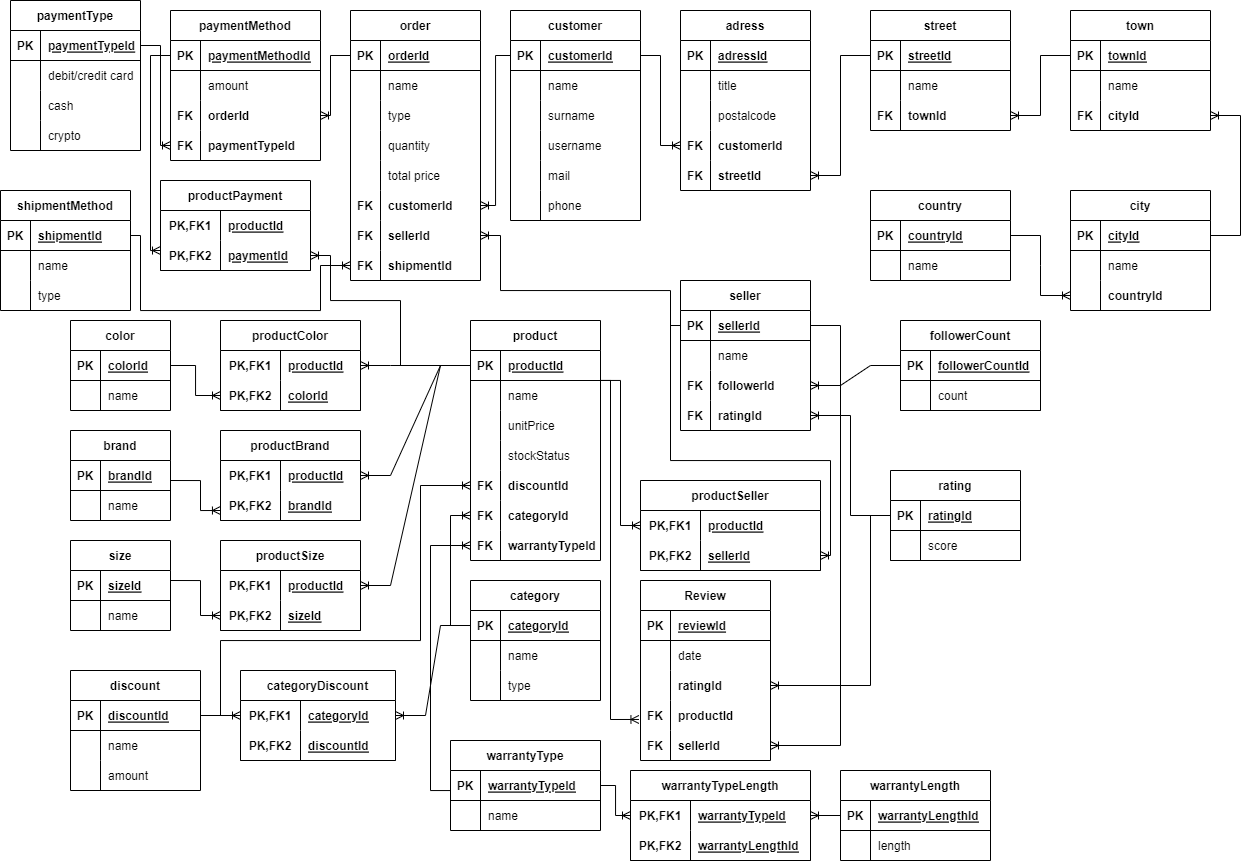 paymentType
PK paymentTypeId
debit/credit card
cash
crypto
paymentMethod
PK paymentMethodId
amount
FK orderId
FK paymentTypeId
order
PK orderId
name
type
quantity
total price
FK customerId
FK sellerId
FK shipmentId
customer
PK customerId
name
surname
username
mail
phone
adress
PK adressId
title
postalcode
FK customerId
FK streetId
street
PK streetId
name
FK townId
town
PK townId
name
FK cityId
shipmentMethod
PK shipmentId
name
type
productPayment
PK,FK1 productId
PK,FK2 paymentId
country
PK countryId
name
city
PK cityId
name
countryId
seller
PK sellerId
name
FK followerId
FK ratingId
followerCount
PK followerCountId
count
color
PK colorId
name
productColor
PK,FK1 productId
PK,FK2 colorId
product
PK productId
name
unitPrice
stockStatus
FK discountId
FK categoryId
FK warrantyTypeId
brand
PK brandId
name
productBrand
PK,FK1 productId
PK,FK2 brandId
productSeller
PK,FK1 productId
PK,FK2 sellerId
rating
PK ratingId
score
size
PK sizeId
name
productSize
PK,FK1 productId
PK,FK2 sizeId
category
PK categoryId
name
type
Review
PK reviewId
date
ratingId
FK productId
FK sellerId
discount
PK discountId
name
amount
categoryDiscount
PK,FK1 categoryId
PK,FK2 discountId
warrantyType
PK warrantyTypeId
name
warrantyTypeLength
PK,FK1 warrantyTypeId
PK,FK2 warrantyLengthId
warrantyLength
PK warrantyLengthId
length